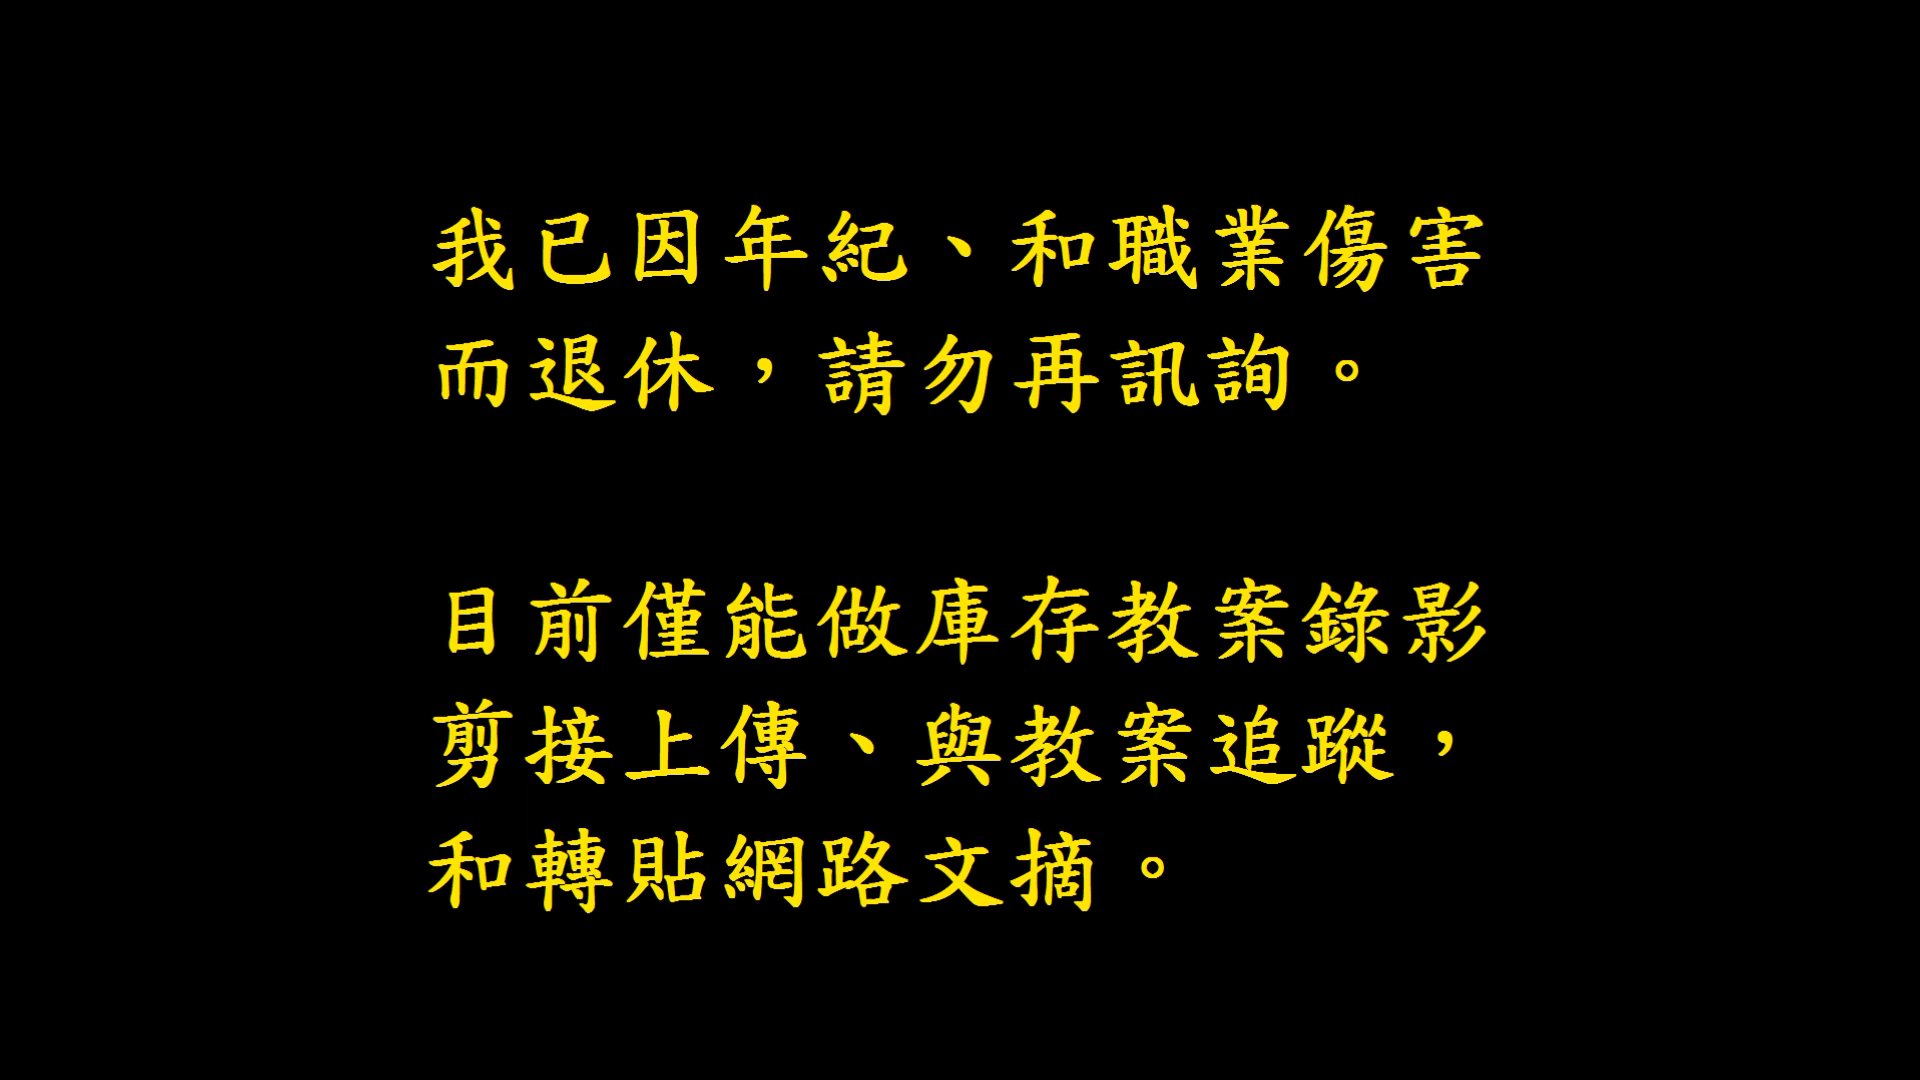 我已因年紀、和職業傷害
而退休，請勿再訊詢。
目前僅能做庫存教案錄影
剪接上傳、與教案追蹤，
和轉貼網路文摘。